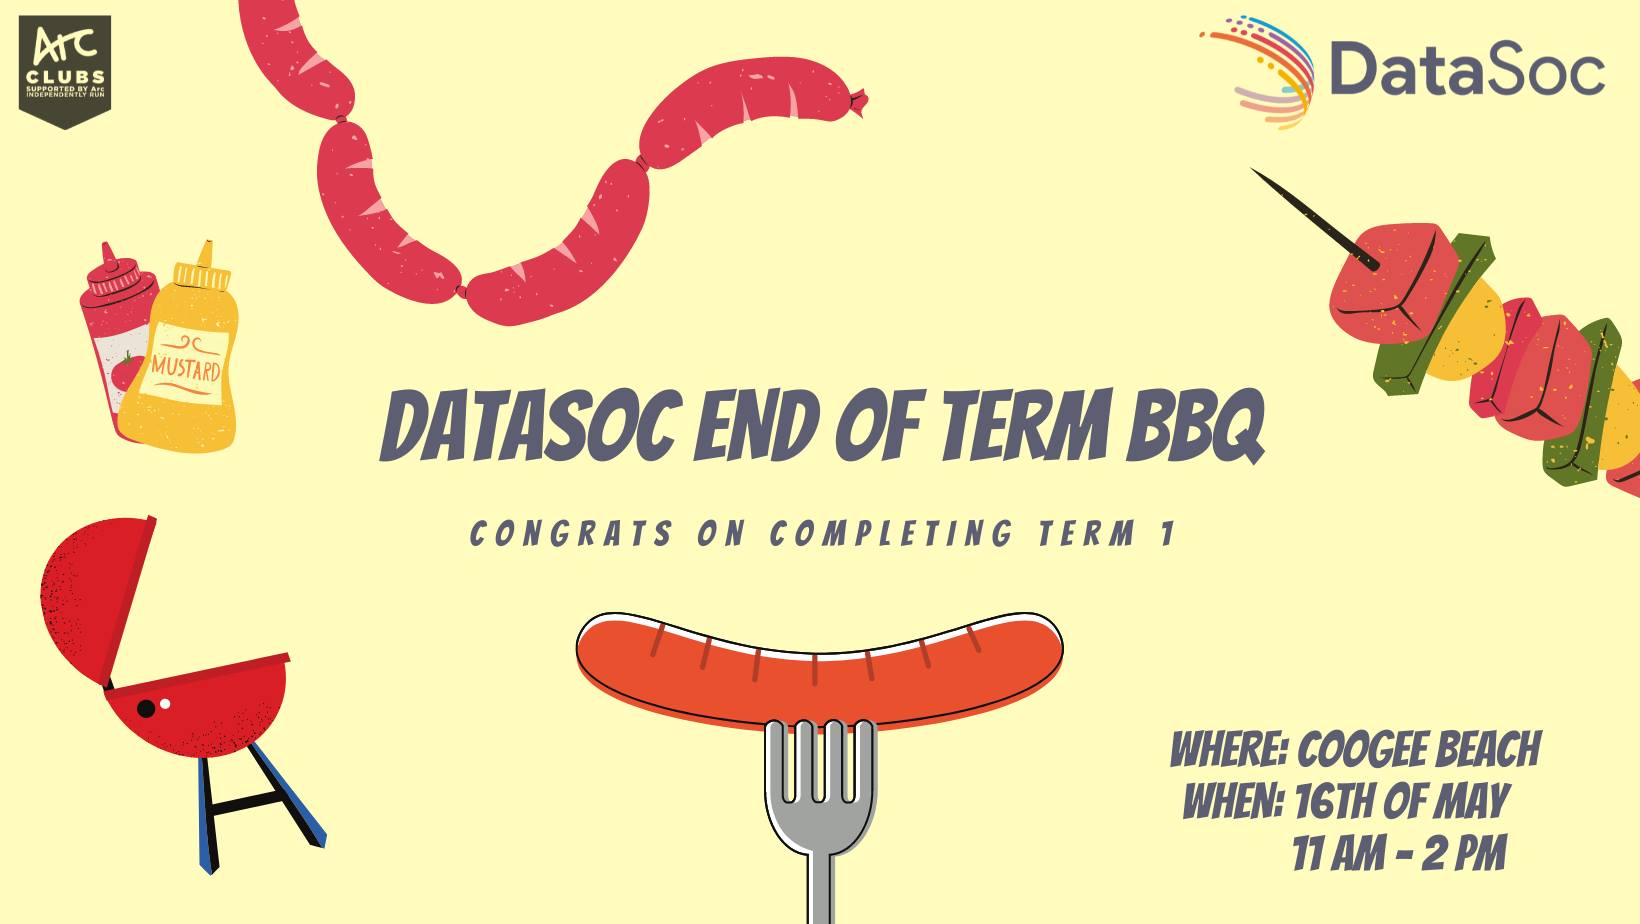 Arc
CLUBS
SUPPORTED BY Arc
INDEPENDENTLY RUN
DataSoc
MUSTARD
DATASOC END OF TERM BBQ
CONGRATS ON COMPLETING TERM 1
WHERE: COOGEE BEACH
WHEN: 16TH OF MAY
11 AM - 2 PM